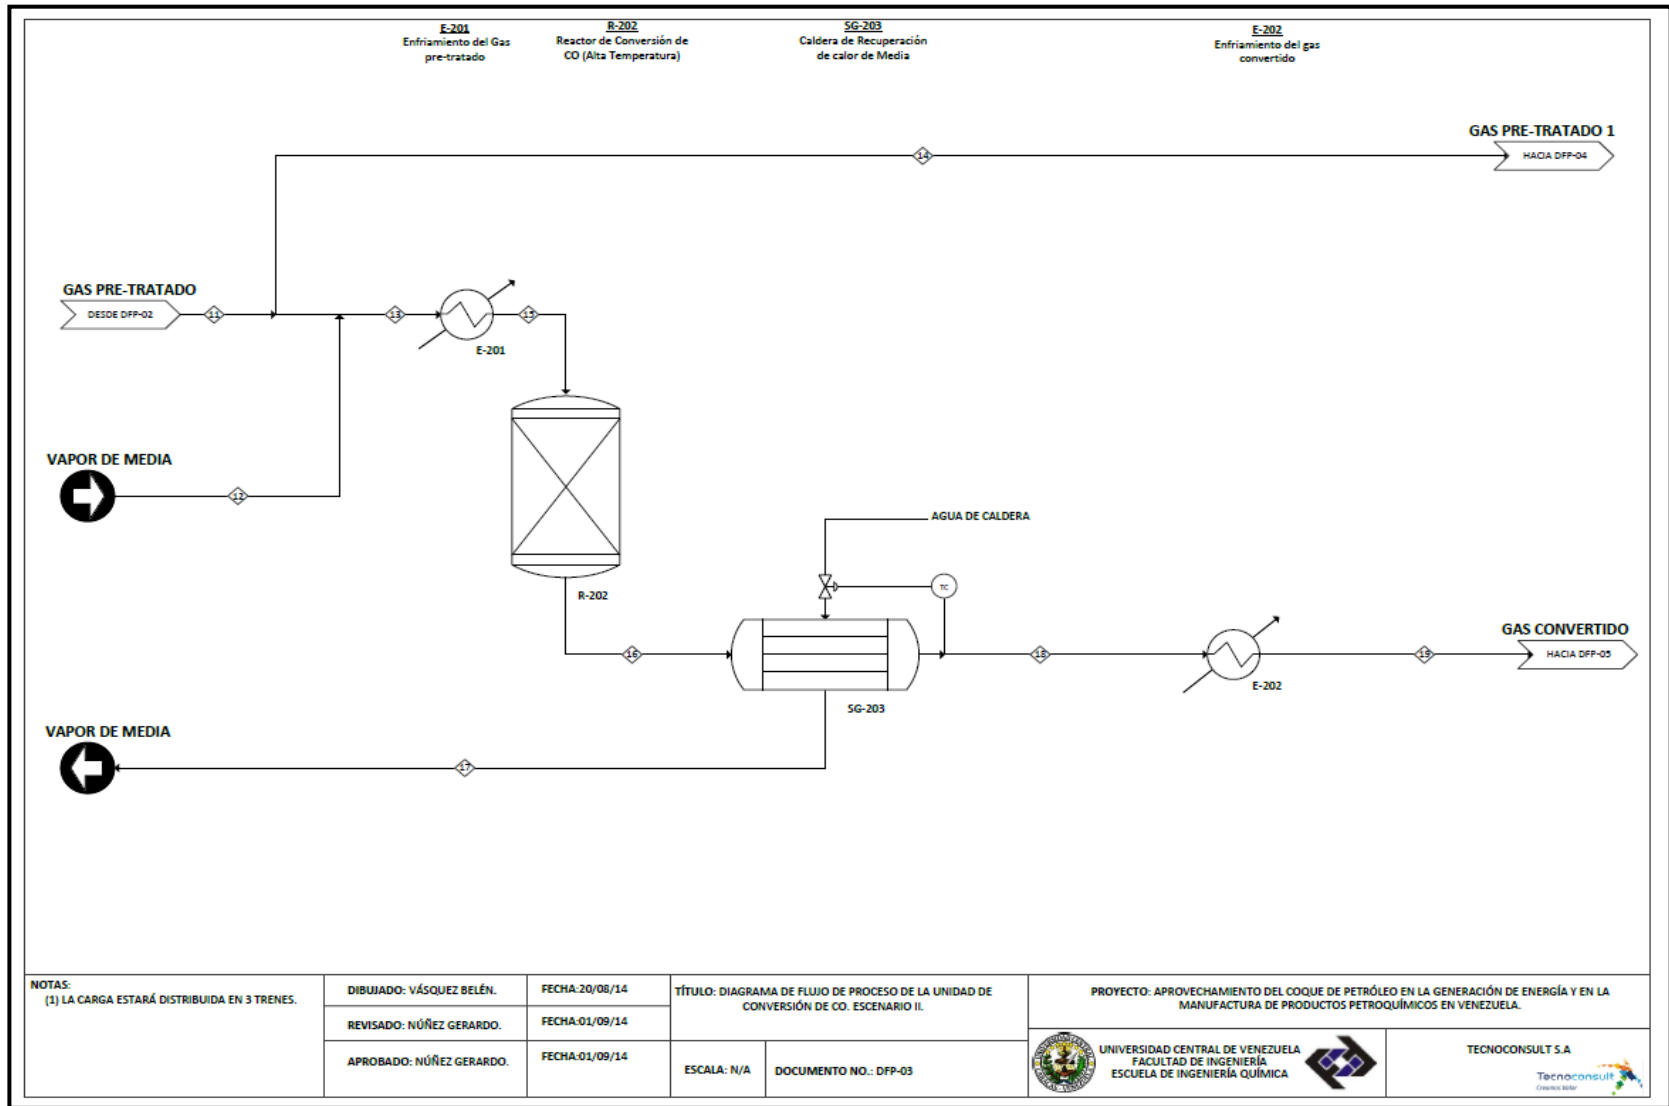 E-201
Enfriamiento del Gas
pre-tratado
R-202
Reactor de Conversión de
CO (Alta Temperatura)
SG-203
Caldera de Recuperación
de calor de Media
E-202
Enfriamiento del gas
convertido
GAS PRE-TRATADO 1
14
HACIA DFP-04
GAS PRE-TRATADO
DESDE DFP-02
11
13
15
E-201
VAPOR DE MEDIA
12
AGUA DE CALDERA
TC
R-202
GAS CONVERTIDO
16
18
19
HACIA DFP-05
E-202
SG-203
VAPOR DE MEDIA
17
NOTAS:
(1) LA CARGA ESTARÁ DISTRIBUIDA EN 3 TRENES.
DIBUJADO: VÁSQUEZ BELÉN.
FECHA:20/08/14
REVISADO: NÚÑEZ GERARDO.
FECHA:01/09/14
APROBADO: NÚÑEZ GERARDO.
FECHA:01/09/14
TÍTULO: DIAGRAMA DE FLUJO DE PROCESO DE LA UNIDAD DE
CONVERSIÓN DE CO. ESCENARIO II.
ESCALA: N/A
DOCUMENTO NO.: DFP-03
PROYECTO: APROVECHAMIENTO DEL COQUE DE PETRÓLEO EN LA GENERACIÓN DE ENERGÍA Y EN LA
MANUFACTURA DE PRODUCTOS PETROQUÍMICOS EN VENEZUELA.
UNIVERSIDAD CENTRAL DE VENEZUELA
FACULTAD DE INGENIERÍA
ESCUELA DE INGENIERÍA QUÍMICA
TECNOCONSULT S.A
Tecnoconsult